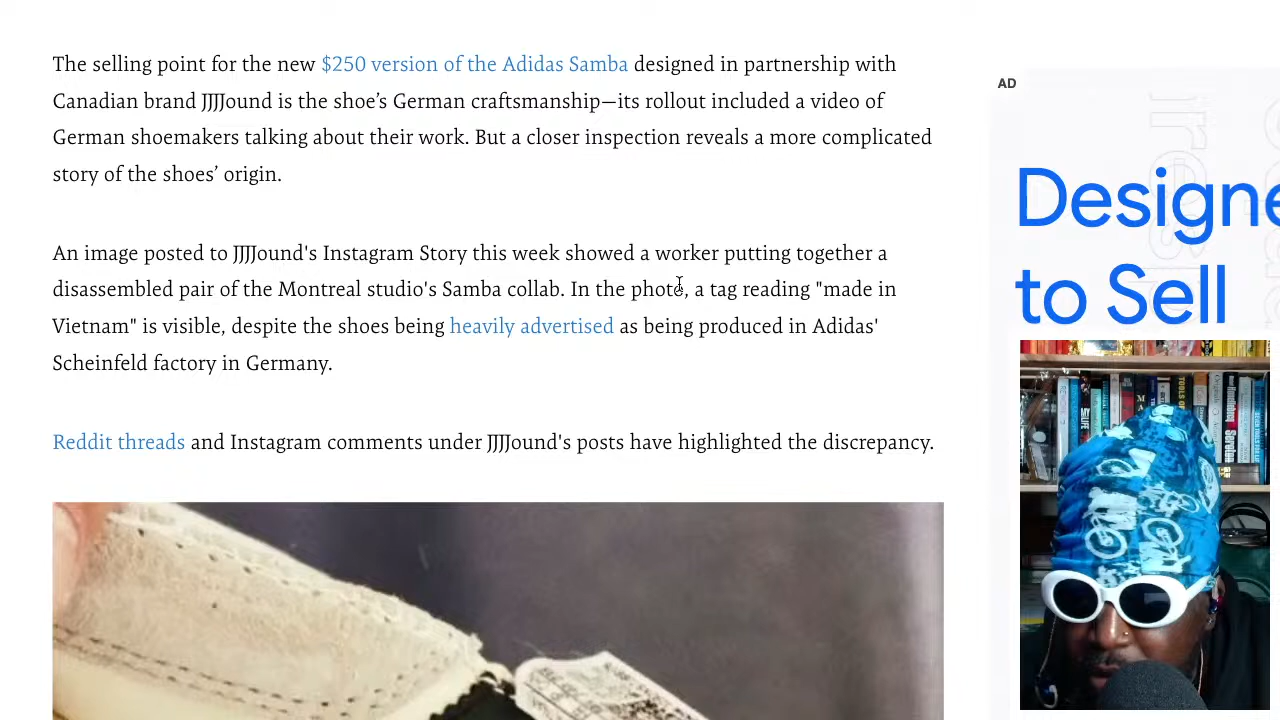 The selling point for the new $250 version of the Adidas Samba designed in partnership with
Canadian brand JJJJound is the shoe’s German craftsmanship—its rollout included a video of
German shoemakers talking about their work. But a closer inspection reveals a more complicated
story of the shoes’ origin.
An image posted to JJJJound's Instagram Story this week showed a worker putting together a
disassembled pair of the Montreal studio's Samba collab. In the photo, a tag reading "made in
Vietnam" is visible, despite the shoes being heavily advertised as being produced in Adidas'
Scheinfeld factory in Germany.
Reddit threads and Instagram comments under JJJJound's posts have highlighted the discrepancy.
AD
Designe
to Sell